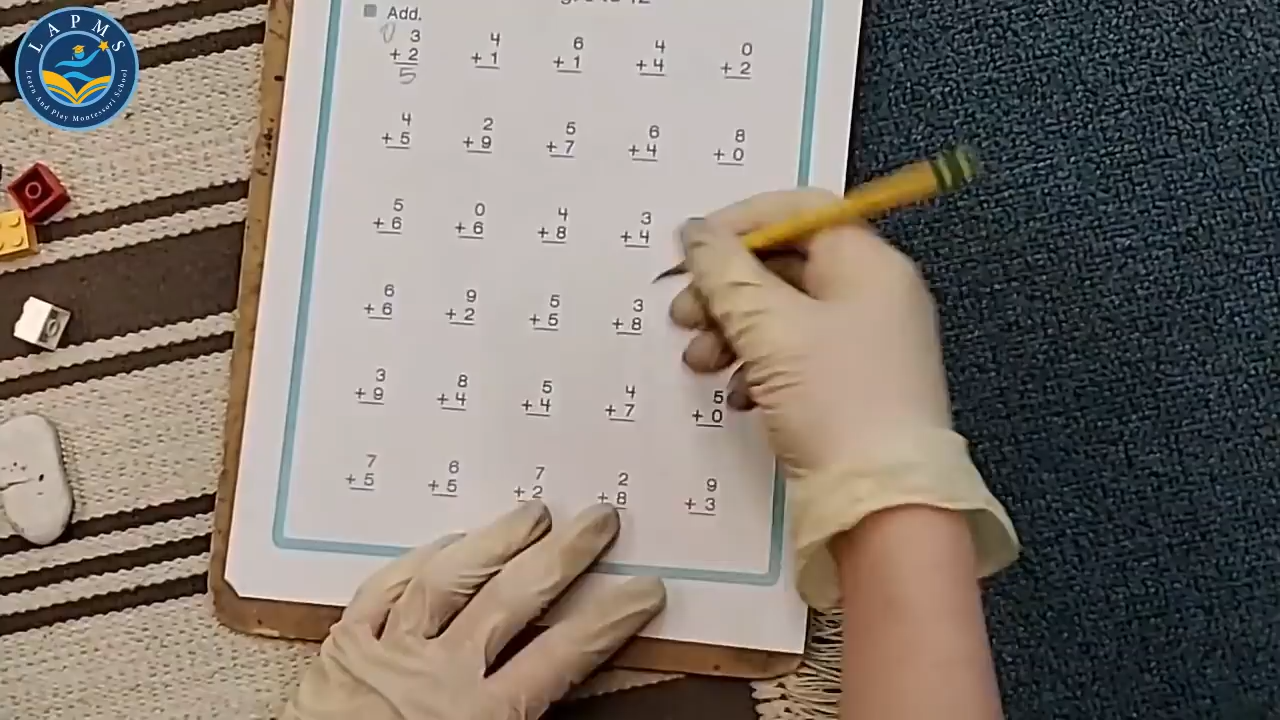 LAPMS
Learn And Play Montessori School
Add.
3 4 6 4 0
+ 2 + 1 + 1 + 4 + 2
5
4 2 5 6 8
+ 5 + 9 + 7 + 4 + 0
5 0 4 3
+ 6 + 6 + 8 + 4
6 9 5 3
+ 6 + 2 + 5 + 8
3 8 5 4 5
+ 9 + 4 + 4 + 7 + 0
7 6 7 2 9
+ 5 + 5 + 2 + 8 + 3